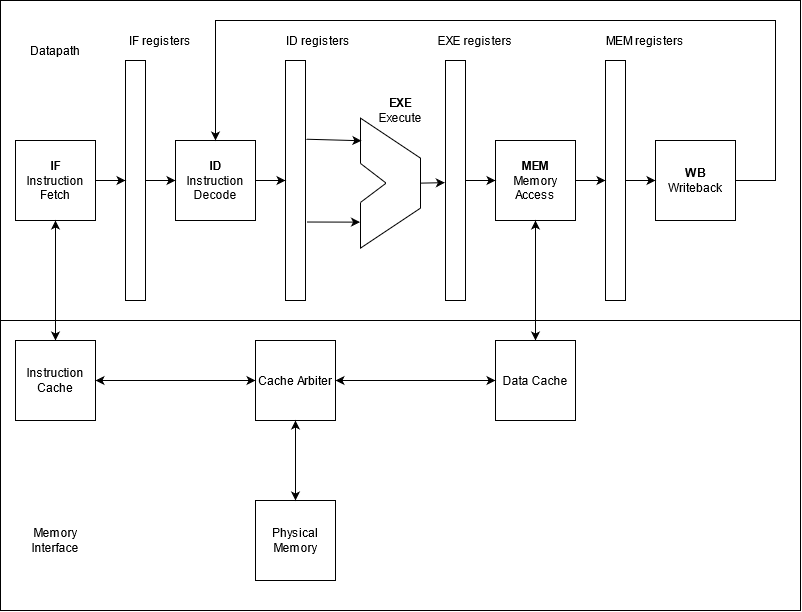 IF registers
ID registers
EXE registers
MEM registers
Datapath
EXE
Execute
IF
Instruction
Fetch
ID
Instruction
Decode
MEM
Memory
Access
WB
Writeback
Instruction
Cache
Cache Arbiter
Data Cache
Physical
Memory
Memory
Interface